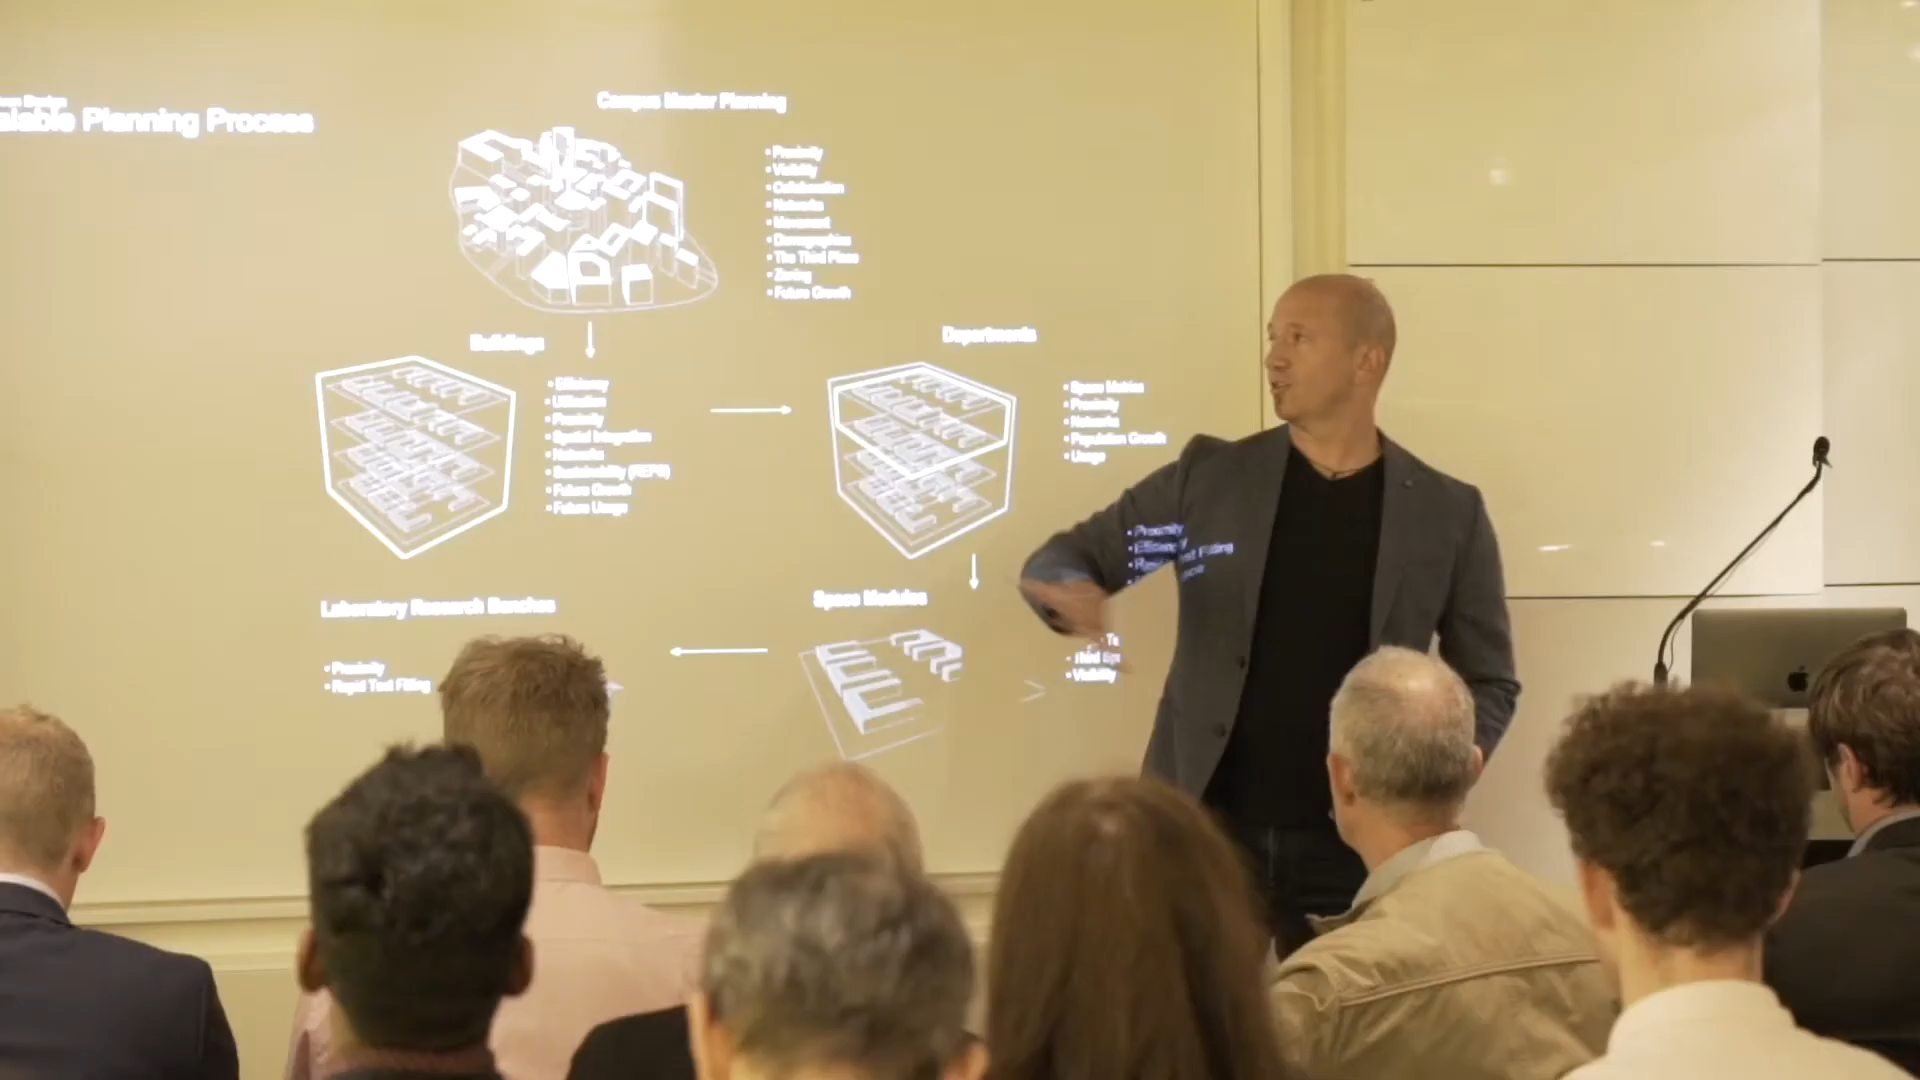 Planning Process
Campus Master Planning
• Proximity
• Visibility
• Collaboration
• Networks
• Movement
• Demographics
• The Third Place
• Zoning
• Future Growth
Buildings
• Efficiency
• Utilization
• Proximity
• Spatial Integration
• Networks
• Sustainability
• Future Growth
• Future Usage
Departments
• Space Metrics
• Proximity
• Networks
• Population Growth
• Usage
Space Modules
• Proximity
Fitting
• Visibility
Laboratory Research Benches
• Proximity
• Rapid Test Fitting